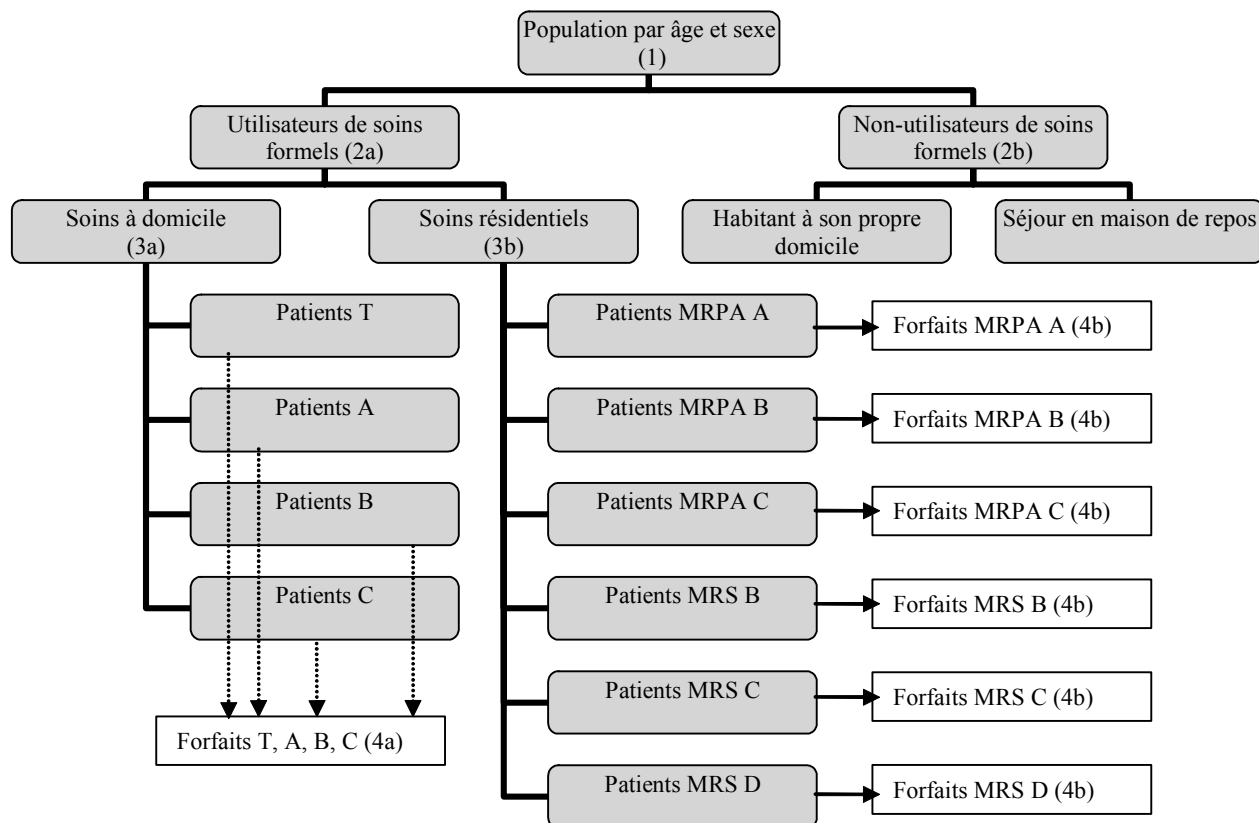 Population par âge et sexe
(1)
Utilisateurs de soins
formels (2a)
Non-utilisateurs de soins
formels (2b)
Soins à domicile
(3a)
Soins résidentiels
(3b)
Habitant à son propre
domicile
Séjour en maison de repos
Patients T
Patients MRPA A
Forfaits MRPA A (4b)
Patients A
Patients MRPA B
Forfaits MRPA B (4b)
Patients B
Patients MRPA C
Forfaits MRPA C (4b)
Patients C
Patients MRS B
Forfaits MRS B (4b)
Patients MRS C
Forfaits MRS C (4b)
Forfaits T, A, B, C (4a)
Patients MRS D
Forfaits MRS D (4b)